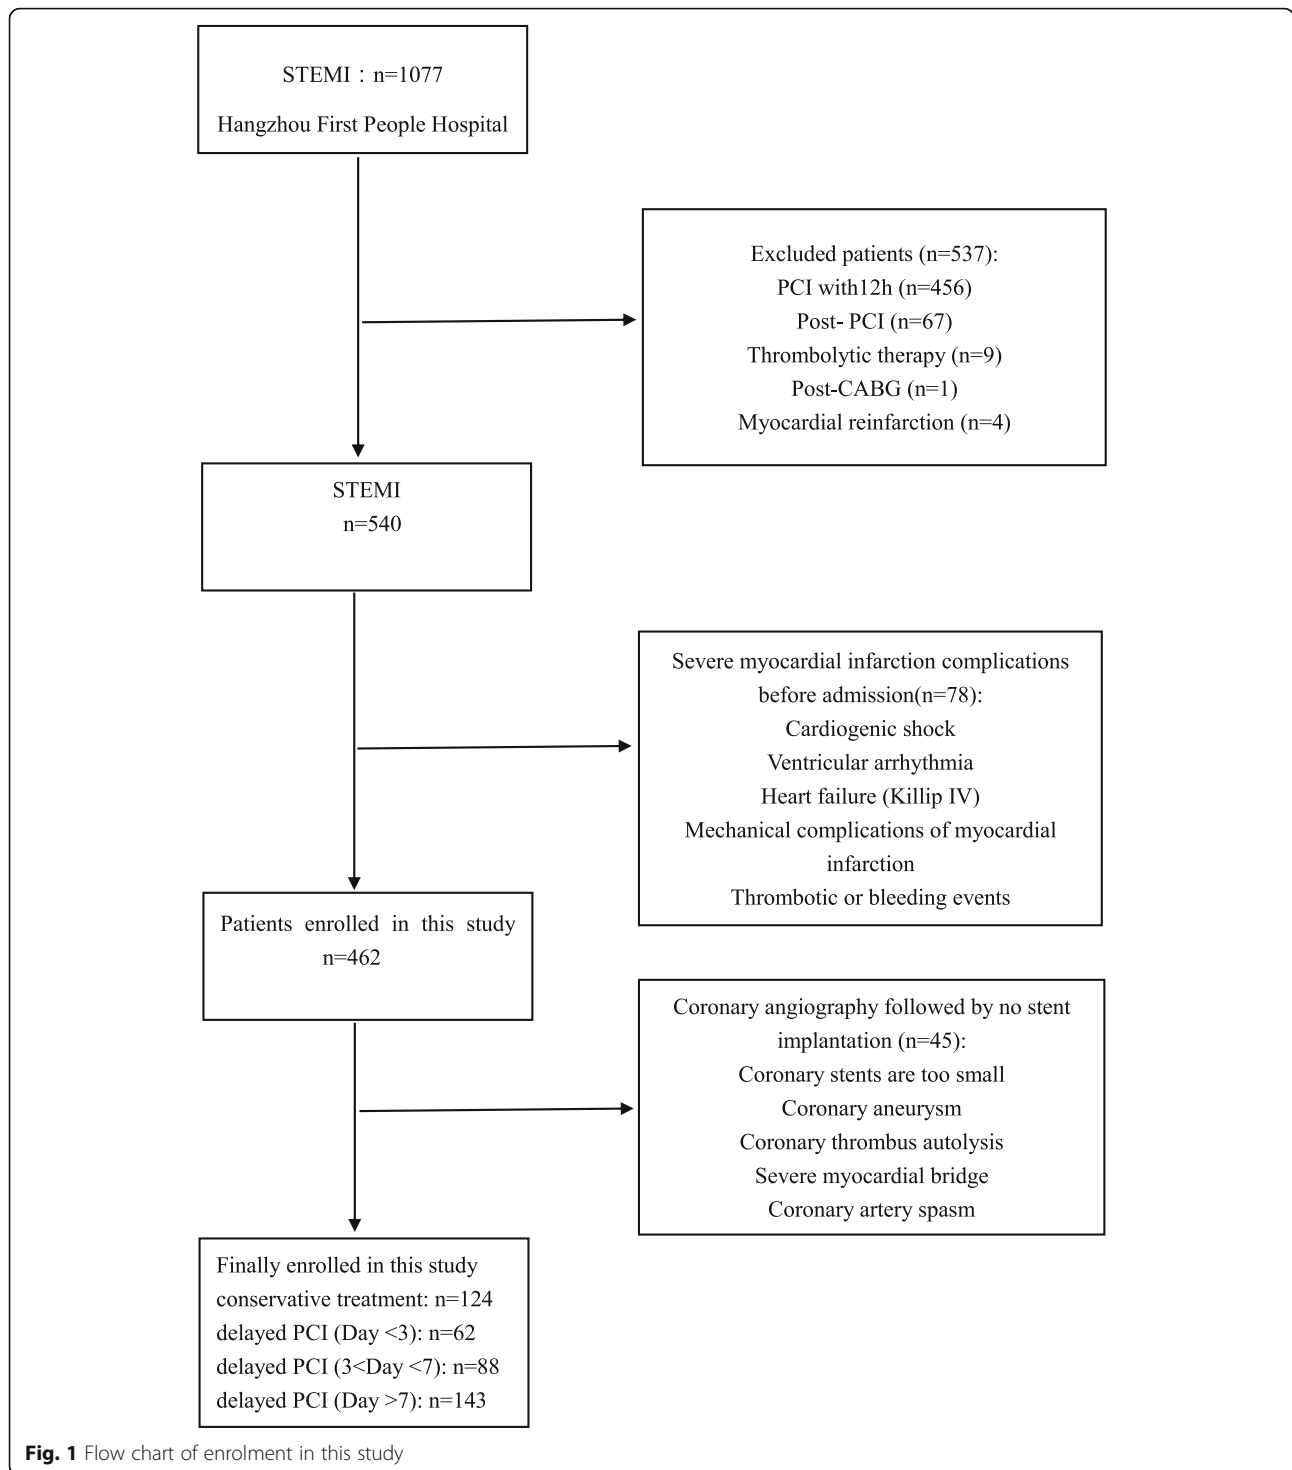 STEMI : n=1077
Hangzhou First People Hospital
Excluded patients (n=537):
PCI with12h (n=456)
Post- PCI (n=67)
Thrombolytic therapy (n=9)
Post-CABG (n=1)
Myocardial reinfarction (n=4)
STEMI
n=540
Severe myocardial infarction complications
before admission(n=78):
Cardiogenic shock
Ventricular arrhythmia
Heart failure (Killip IV)
Mechanical complications of myocardial
infarction
Thrombotic or bleeding events
Patients enrolled in this study
n=462
Coronary angiography followed by no stent
implantation (n=45):
Coronary stents are too small
Coronary aneurysm
Coronary thrombus autolysis
Severe myocardial bridge
Coronary artery spasm
Finally enrolled in this study
conservative treatment: n=124
delayed PCI (Day <3): n=62
delayed PCI (3<Day <7): n=88
delayed PCI (Day >7): n=143
Fig. 1 Flow chart of enrolment in this study